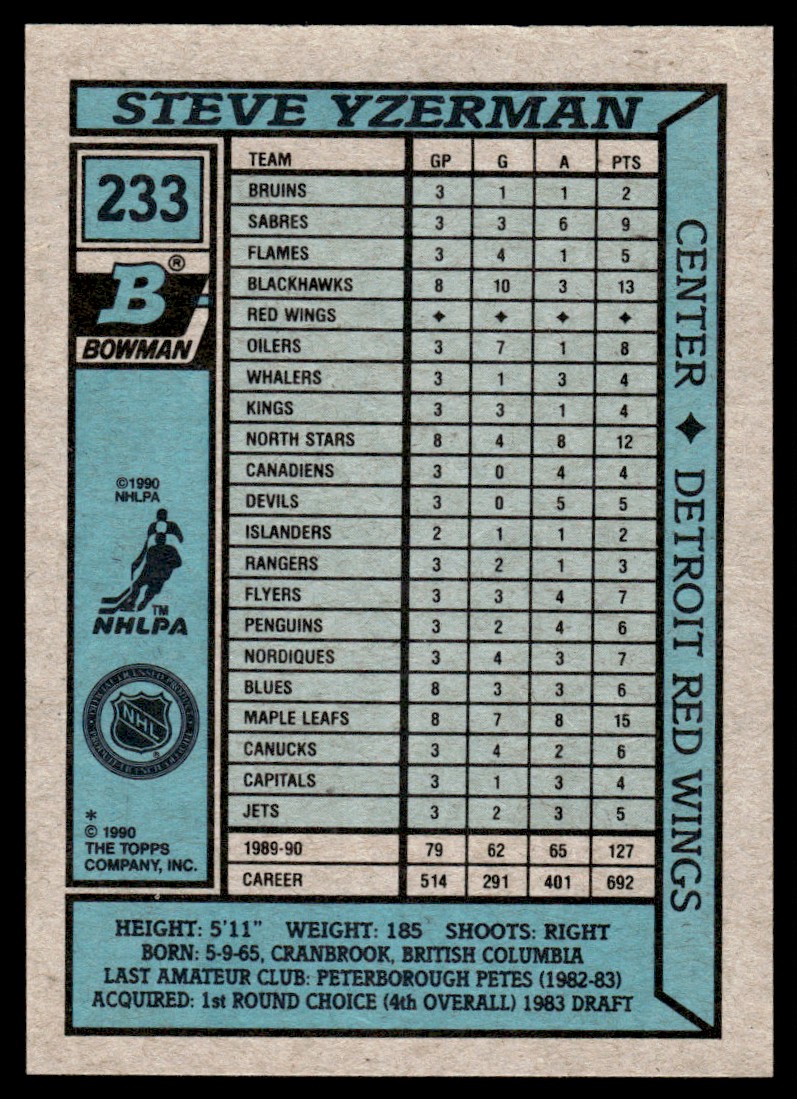 STEVE YZERMAN
233
B®
BOWMAN
©1990
NHLPA
TM
NHLPA
NHL ®
*
© 1990
THE TOPPS
COMPANY, INC.
TEAM GP G A PTS
BRUINS 3 1 1 2
SABRES 3 3 6 9
FLAMES 3 4 1 5
BLACKHAWKS 8 10 3 13
RED WINGS ✦ ✦ ✦ ✦
OILERS 3 7 1 8
WHALERS 3 1 3 4
KINGS 3 3 1 4
NORTH STARS 8 4 8 12
CANADIENS 3 0 4 4
DEVILS 3 0 5 5
ISLANDERS 2 1 1 2
RANGERS 3 2 1 3
FLYERS 3 3 4 7
PENGUINS 3 2 4 6
NORDIQUES 3 4 3 7
BLUES 8 3 3 6
MAPLE LEAFS 8 7 8 15
CANUCKS 3 4 2 6
CAPITALS 3 1 3 4
JETS 3 2 3 5
1989-90 79 62 65 127
CAREER 514 291 401 692
CENTER ✦ DETROIT RED WINGS
HEIGHT: 5'11" WEIGHT: 185 SHOOTS: RIGHT
BORN: 5-9-65, CRANBROOK, BRITISH COLUMBIA
LAST AMATEUR CLUB: PETERBOROUGH PETES (1982-83)
ACQUIRED: 1st ROUND CHOICE (4th OVERALL) 1983 DRAFT